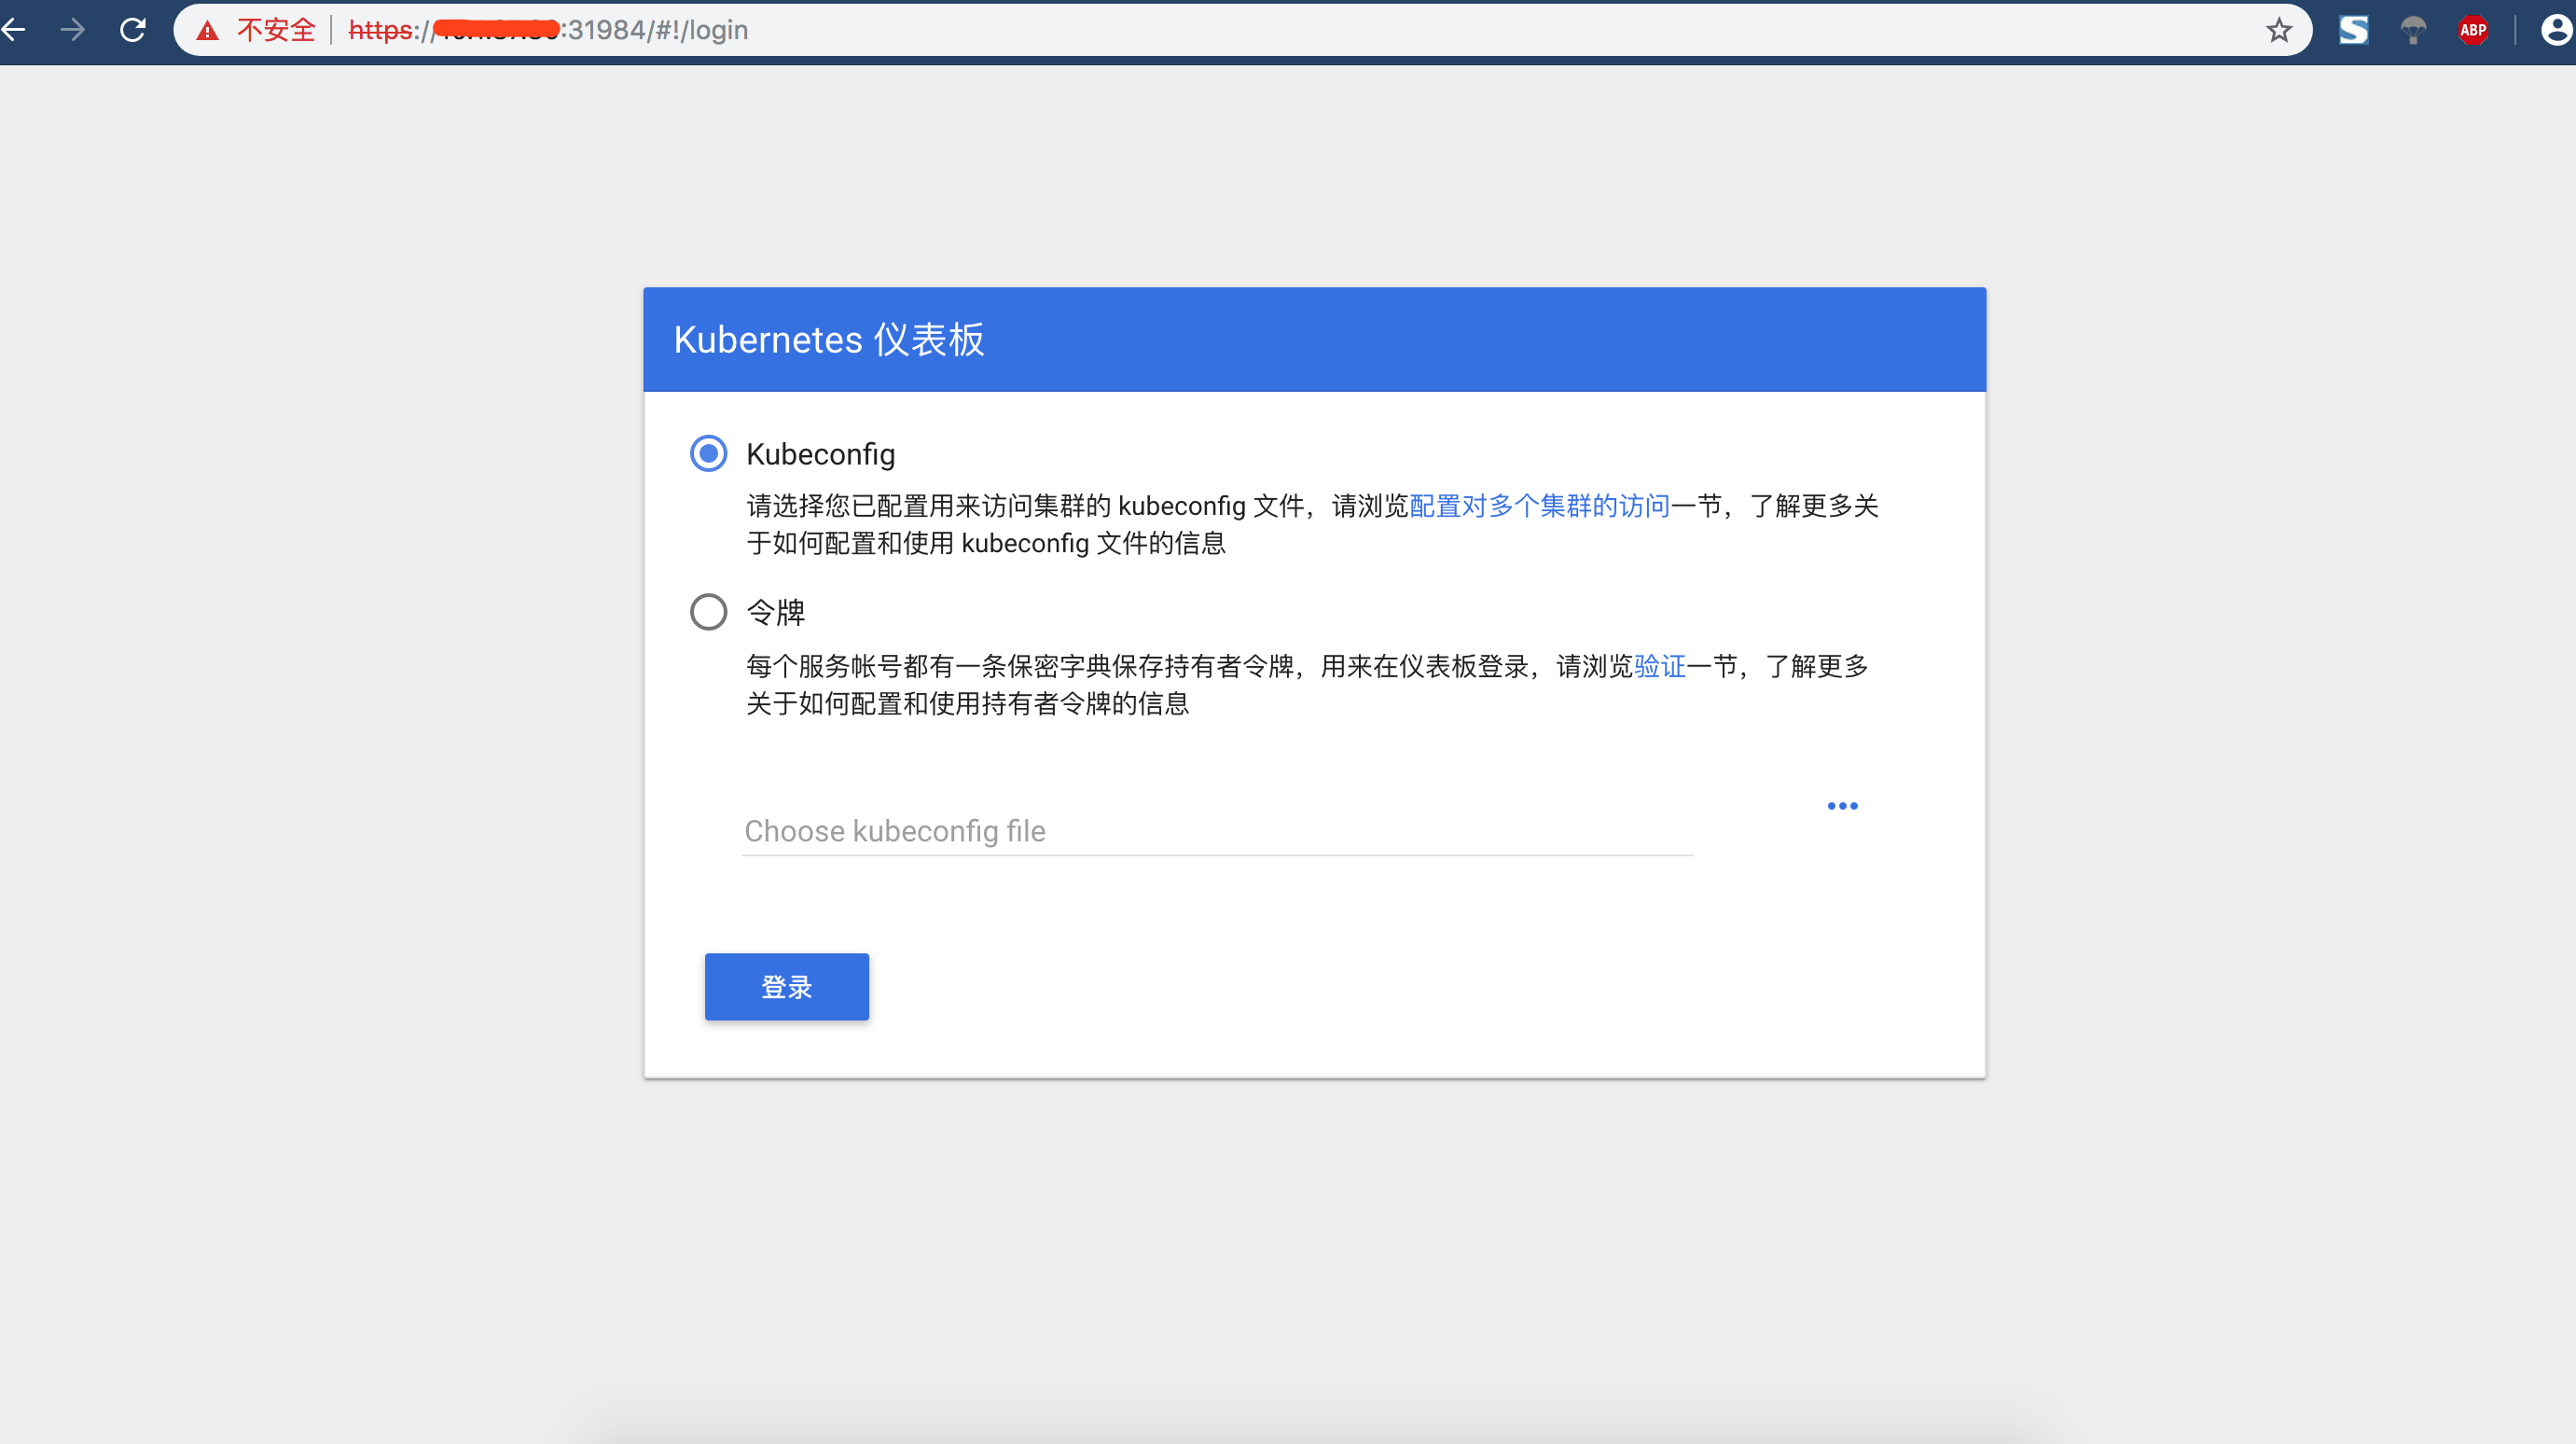 不安全 | https://:31984/#!/login
ABP
Kubernetes 仪表板
Kubeconfig
请选择您已配置用来访问集群的 kubeconfig 文件，请浏览配置对多个集群的访问一节，了解更多关
于如何配置和使用 kubeconfig 文件的信息
令牌
每个服务帐号都有一条保密字典保存持有者令牌，用来在仪表板登录，请浏览验证一节，了解更多
关于如何配置和使用持有者令牌的信息
Choose kubeconfig file
登录